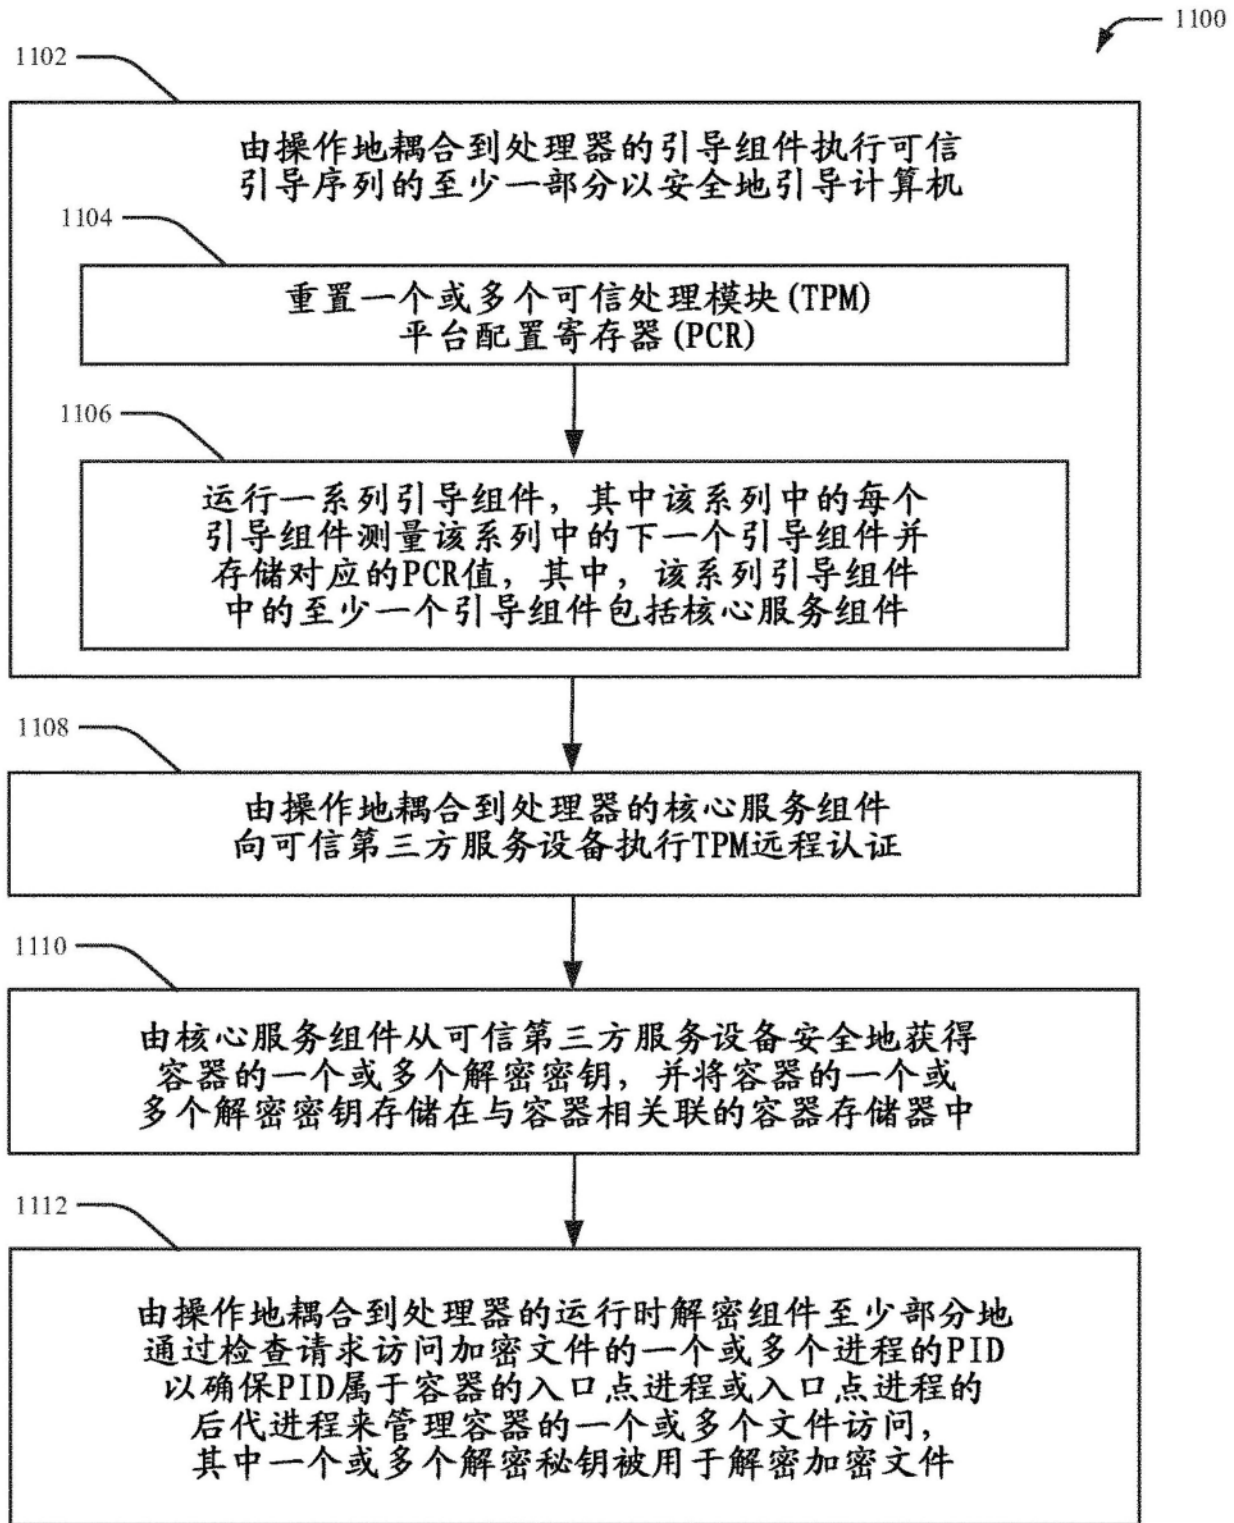 1100
1102
由操作地耦合到处理器的引导组件执行可信
引导序列的至少一部分以安全地引导计算机
1104
重置一个或多个可信处理模块(TPM)
平台配置寄存器(PCR)
1106
运行一系列引导组件，其中该系列中的每个
引导组件测量该系列中的下一个引导组件并
存储对应的PCR值，其中，该系列引导组件
中的至少一个引导组件包括核心服务组件
1108
由操作地耦合到处理器的核心服务组件
向可信第三方服务设备执行TPM远程认证
1110
由核心服务组件从可信第三方服务设备安全地获得
容器的一个或多个解密密钥，并将容器的一个或
多个解密密钥存储在与容器相关联的容器存储器中
1112
由操作地耦合到处理器的运行时解密组件至少部分地
通过检查请求访问加密文件的一个或多个进程的PID
以确保PID属于容器的入口点进程或入口点进程的
后代进程来管理容器的一个或多个文件访问，
其中一个或多个解密秘钥被用于解密加密文件